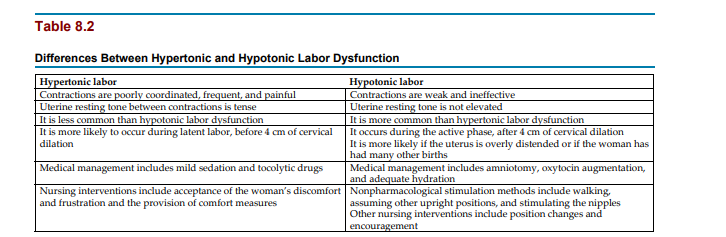 Table 8.2
Differences Between Hypertonic and Hypotonic Labor Dysfunction
Hypertonic labor
Hypotonic labor
Contractions are poorly coordinated, frequent, and painful
Contractions are weak and ineffective
Uterine resting tone between contractions is tense
Uterine resting tone is not elevated
It is less common than hypotonic labor dysfunction
It is more common than hypertonic labor dysfunction
It is more likely to occur during latent labor, before 4 cm of cervical
dilation
It occurs during the active phase, after 4 cm of cervical dilation
It is more likely if the uterus is overly distended or if the woman has
had many other births
Medical management includes mild sedation and tocolytic drugs
Medical management includes amniotomy, oxytocin augmentation,
and adequate hydration
Nursing interventions include acceptance of the woman's discomfort
and frustration and the provision of comfort measures
Nonpharmacological stimulation methods include walking,
assuming other upright positions, and stimulating the nipples
Other nursing interventions include position changes and
encouragement